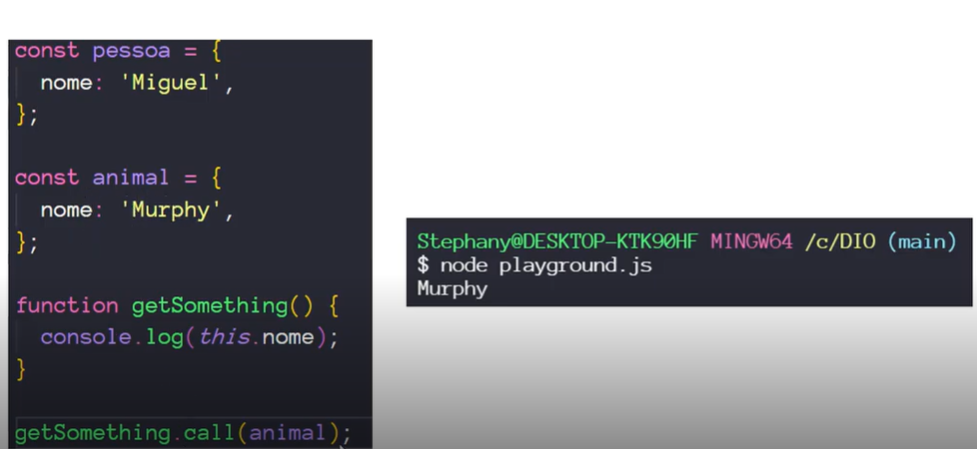 const pessoa = {
  nome: 'Miguel',
};
const animal = {
  nome: 'Murphy',
};
function getSomething() {
  console.log(this.nome);
}
getSomething.call(animal);
Stephany@DESKTOP-KTK90HF MINGW64 /c/DIO (main)
$ node playground.js
Murphy